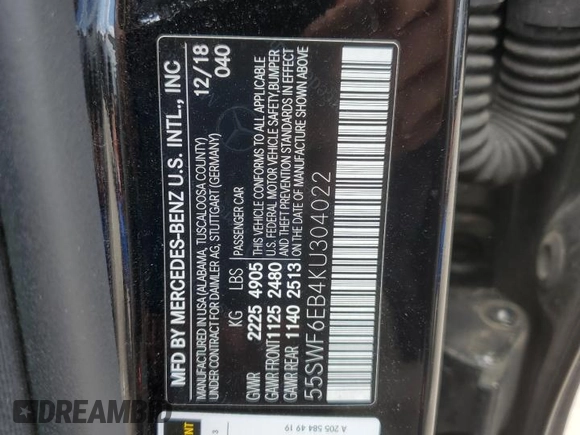 MFD BY MERCEDES-BENZ U.S. INTL., INC
MANUFACTURED IN USA (ALABAMA, TUSCALOOSA COUNTY)
UNDER CONTRACT FOR DAIMLER AG, STUTTGART (GERMANY)
12/18
040
KG LBS PASSENGER CAR
GVWR 2225 4905 THIS VEHICLE CONFORMS TO ALL APPLICABLE
GAWR FRONT 1125 2480 U.S. FEDERAL MOTOR VEHICLE SAFETY/BUMPER
GAWR REAR 1140 2513 AND THEFT PREVENTION STANDARDS IN EFFECT
ON THE DATE OF MANUFACTURE SHOWN ABOVE
55SWF6EB4KU304022
A 205 584 49 19
DREAMBID